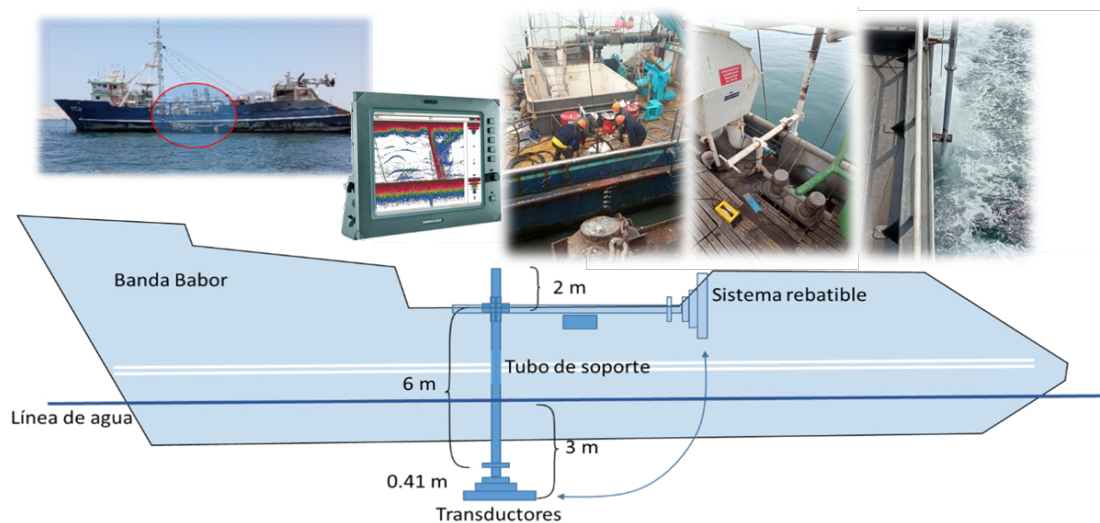 Banda Babor
2 m
Sistema rebatible
Tubo de soporte
6 m
Línea de agua
3 m
0.41 m
Transductores